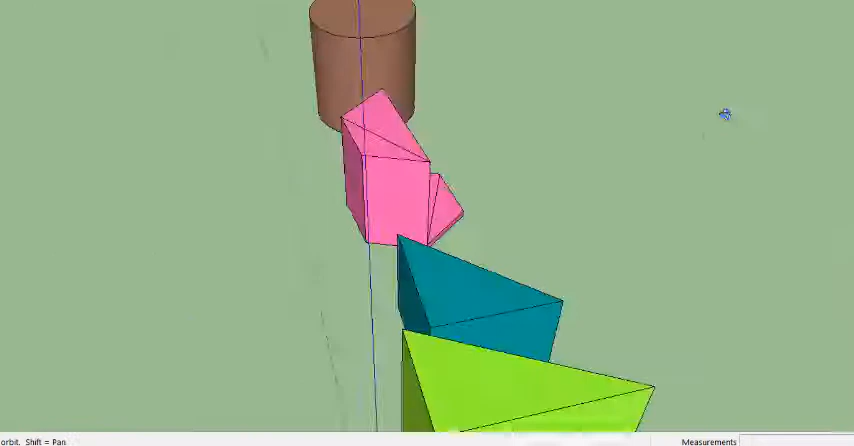 orbit. Shift = Pan
Measurements